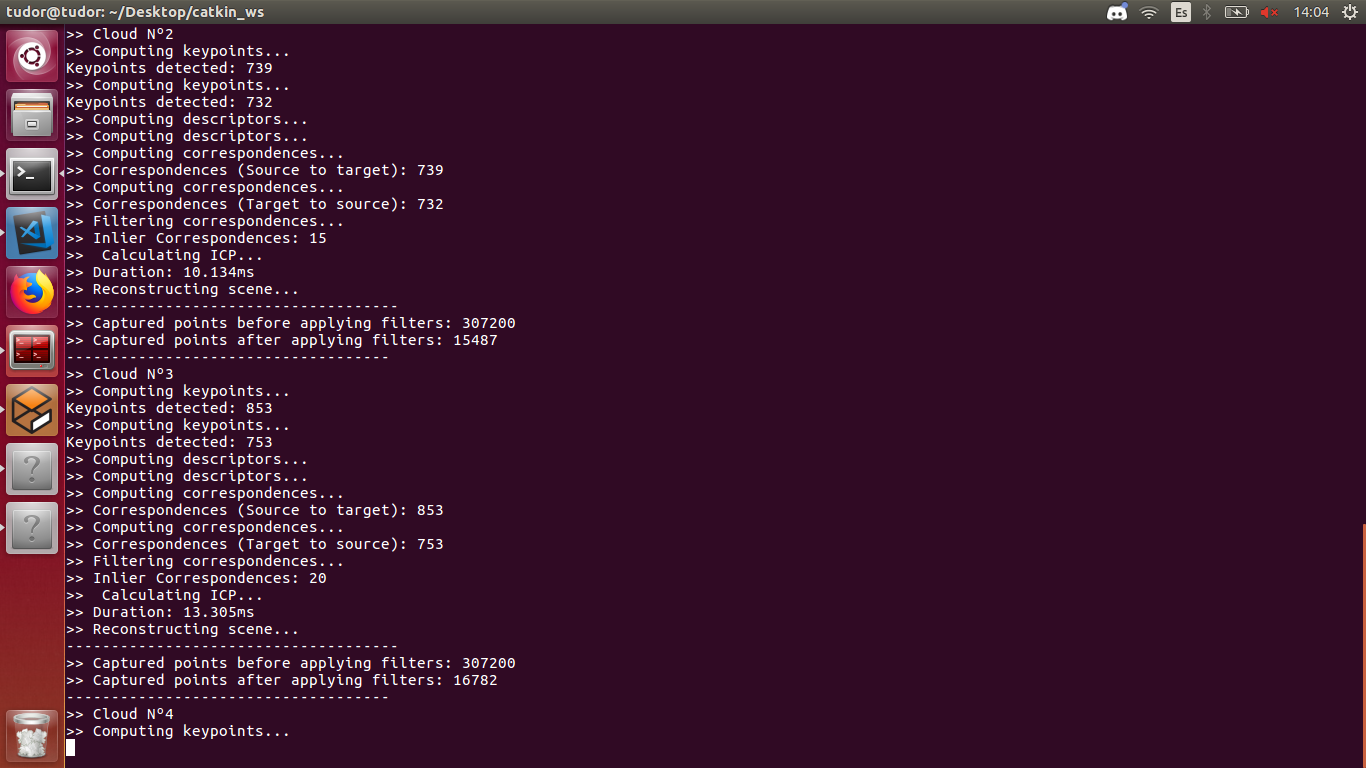 tudor@tudor: ~/Desktop/catkin_ws
Es
14:04
>> Cloud Nº2
>> Computing keypoints...
Keypoints detected: 739
>> Computing keypoints...
Keypoints detected: 732
>> Computing descriptors...
>> Computing descriptors...
>> Computing correspondences...
>> Correspondences (Source to target): 739
>> Computing correspondences...
>> Correspondences (Target to source): 732
>> Filtering correspondences...
>> Inlier Correspondences: 15
>>  Calculating ICP...
>> Duration: 10.134ms
>> Reconstructing scene...
-------------------------------------
>> Captured points before applying filters: 307200
>> Captured points after applying filters: 15487
------------------------------------
>> Cloud Nº3
>> Computing keypoints...
Keypoints detected: 853
>> Computing keypoints...
Keypoints detected: 753
>> Computing descriptors...
>> Computing descriptors...
>> Computing correspondences...
>> Correspondences (Source to target): 853
>> Computing correspondences...
>> Correspondences (Target to source): 753
>> Filtering correspondences...
>> Inlier Correspondences: 20
>>  Calculating ICP...
>> Duration: 13.305ms
>> Reconstructing scene...
-------------------------------------
>> Captured points before applying filters: 307200
>> Captured points after applying filters: 16782
------------------------------------
>> Cloud Nº4
>> Computing keypoints...